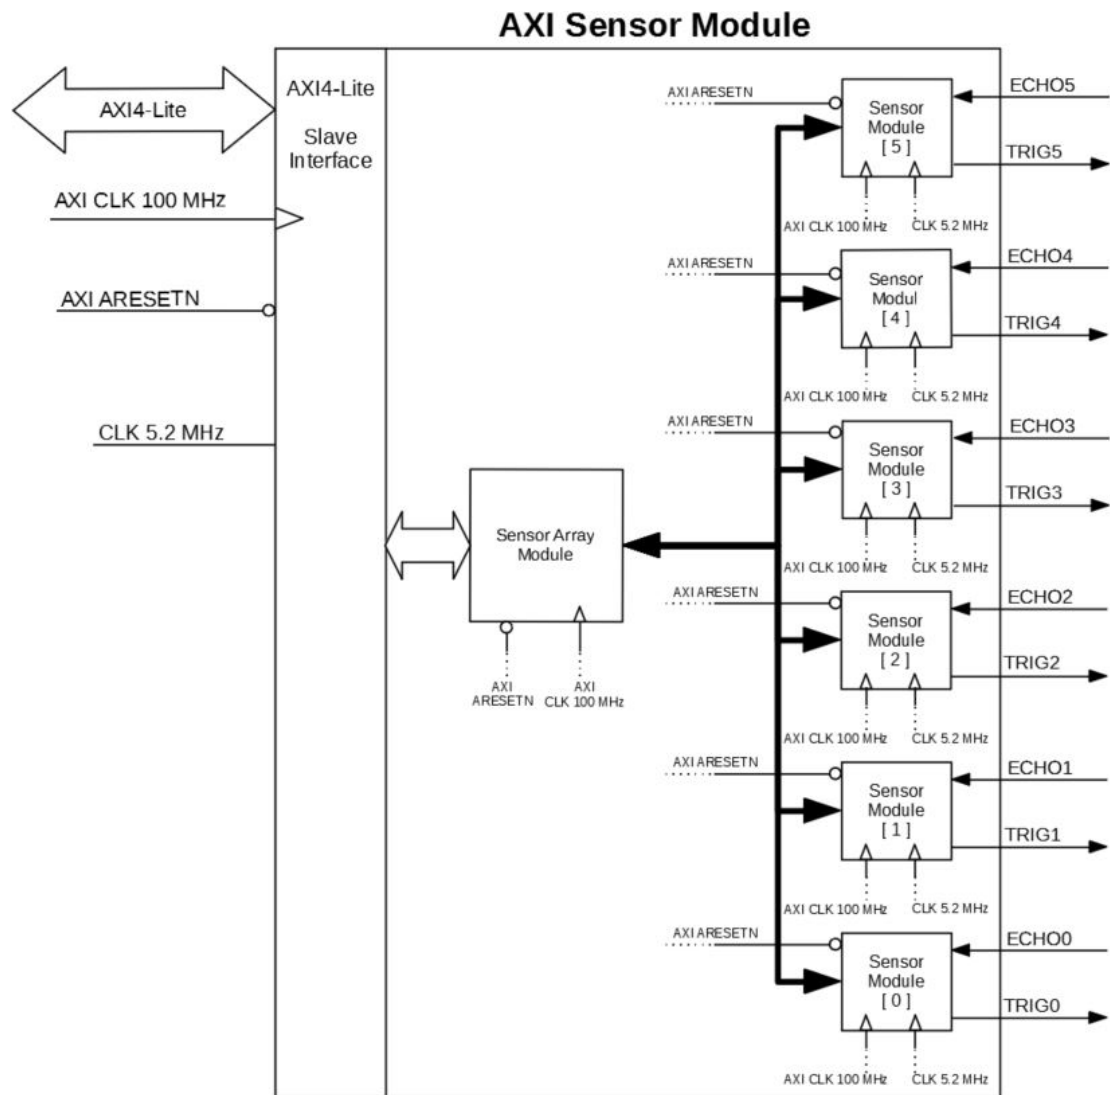 AXI Sensor Module
AXI4-Lite
AXI4-Lite
Slave
Interface
AXI CLK 100 MHz
AXI ARESETN
CLK 5.2 MHz
Sensor Array
Module
AXI
ARESETN
AXI
CLK 100 MHz
AXI ARESETN
Sensor
Module
[ 5 ]
ECHO5
TRIG5
AXI CLK 100 MHz
CLK 5.2 MHz
AXI ARESETN
Sensor
Modul
[ 4 ]
ECHO4
TRIG4
AXI CLK 100 MHz
CLK 5.2 MHz
AXI ARESETN
Sensor
Module
[ 3 ]
ECHO3
TRIG3
AXI CLK 100 MHz
CLK 5.2 MHz
AXI ARESETN
Sensor
Module
[ 2 ]
ECHO2
TRIG2
AXI CLK 100 MHz
CLK 5.2 MHz
AXI ARESETN
Sensor
Module
[ 1 ]
ECHO1
TRIG1
AXI CLK 100 MHz
CLK 5.2 MHz
AXI ARESETN
Sensor
Module
[ 0 ]
ECHO0
TRIG0
AXI CLK 100 MHz
CLK 5.2 MHz